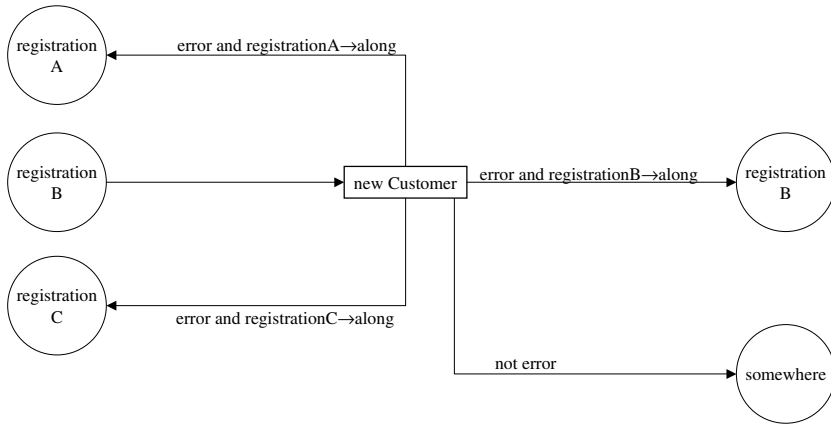 registration
A
error and registrationA→along
registration
B
new Customer
error and registrationB→along
registration
B
registration
C
error and registrationC→along
not error
somewhere